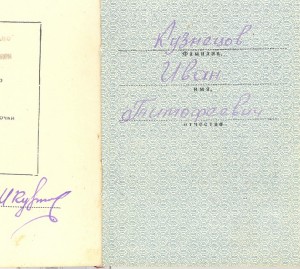 Кузнецов
Фамилия,
Иван
имя,
Тимофеевич
отчество.